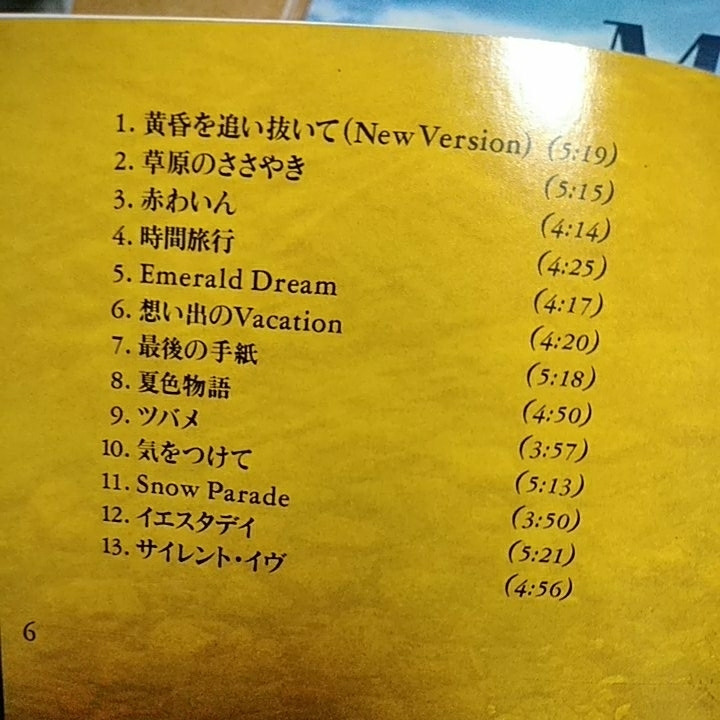 M
1. 黄昏を追い抜いて(New Version) (5:19)
2. 草原のささやき (5:15)
3. 赤わいん (4:14)
4. 時間旅行 (4:25)
5. Emerald Dream (4:17)
6. 想い出のVacation (4:20)
7. 最後の手紙 (5:18)
8. 夏色物語 (4:50)
9. ツバメ (3:57)
10. 気をつけて (5:13)
11. Snow Parade (3:50)
12. イエスタデイ (5:21)
13. サイレント・イヴ (4:56)
6